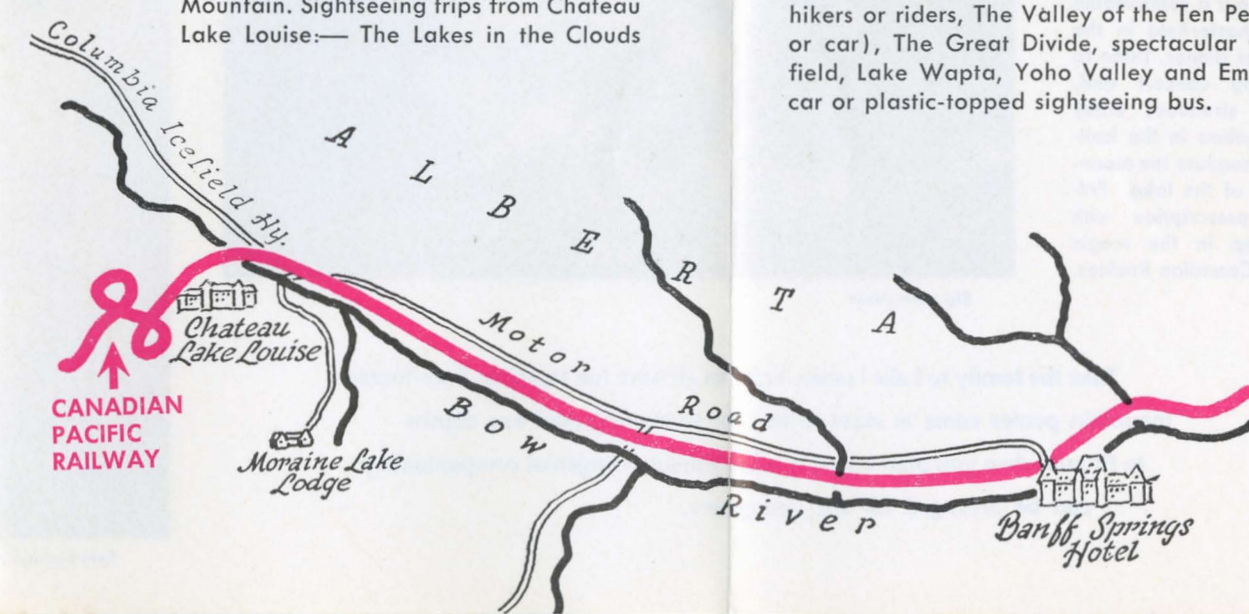 Mountain. Sightseeing trips from Chateau
Lake Louise:— The Lakes in the Clouds
hikers or riders, The Valley of the Ten Pe
or car), The Great Divide, spectacular
field, Lake Wapta, Yoho Valley and Em
car or plastic-topped sightseeing bus.
Columbia Icefield Hy
ALBERTA
Chateau
Lake Louise
Motor Road
CANADIAN
PACIFIC
RAILWAY
Bow River
Moraine Lake
Lodge
Banff Springs
Hotel